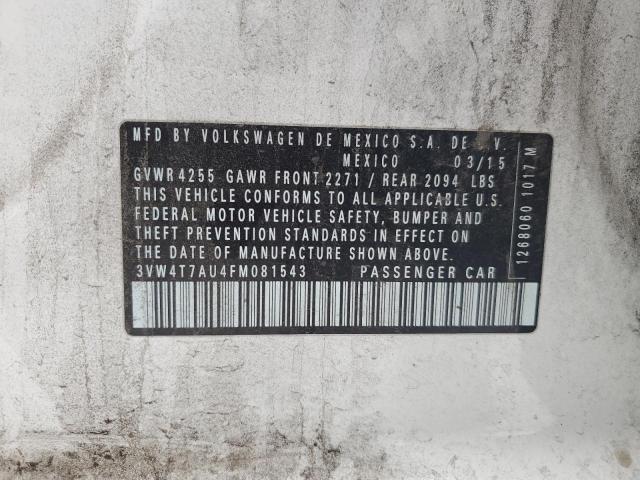 MFD BY VOLKSWAGEN DE MEXICO S.A. DE . V.
MEXICO 03/15
GVWR 4255 GAWR FRONT 2271 / REAR 2094 LBS
THIS VEHICLE CONFORMS TO ALL APPLICABLE U.S.
FEDERAL MOTOR VEHICLE SAFETY, BUMPER AND
THEFT PREVENTION STANDARDS IN EFFECT ON
THE DATE OF MANUFACTURE SHOWN ABOVE.
3VW4T7AU4FM081543 PASSENGER CAR
1268060 1017 M